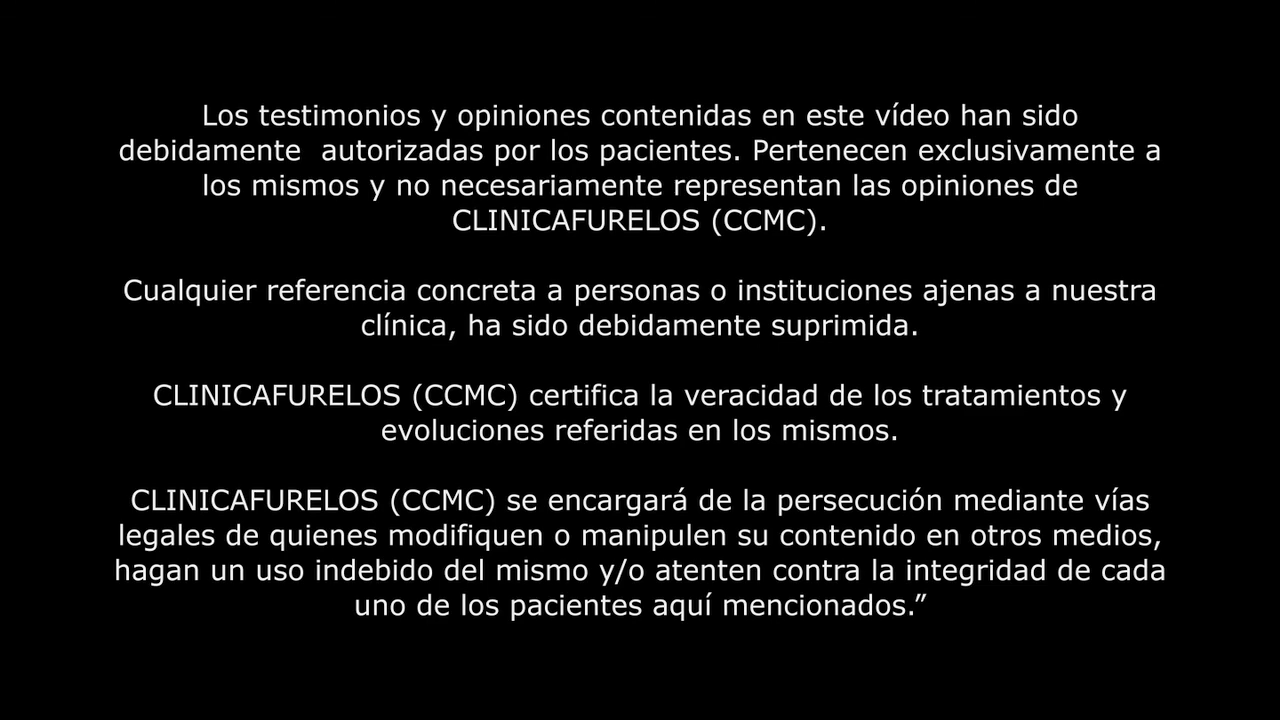 Los testimonios y opiniones contenidas en este vídeo han sido
debidamente  autorizadas por los pacientes. Pertenecen exclusivamente a
los mismos y no necesariamente representan las opiniones de
CLINICAFURELOS (CCMC).
Cualquier referencia concreta a personas o instituciones ajenas a nuestra
clínica, ha sido debidamente suprimida.
CLINICAFURELOS (CCMC) certifica la veracidad de los tratamientos y
evoluciones referidas en los mismos.
CLINICAFURELOS (CCMC) se encargará de la persecución mediante vías
legales de quienes modifiquen o manipulen su contenido en otros medios,
hagan un uso indebido del mismo y/o atenten contra la integridad de cada
uno de los pacientes aquí mencionados.”